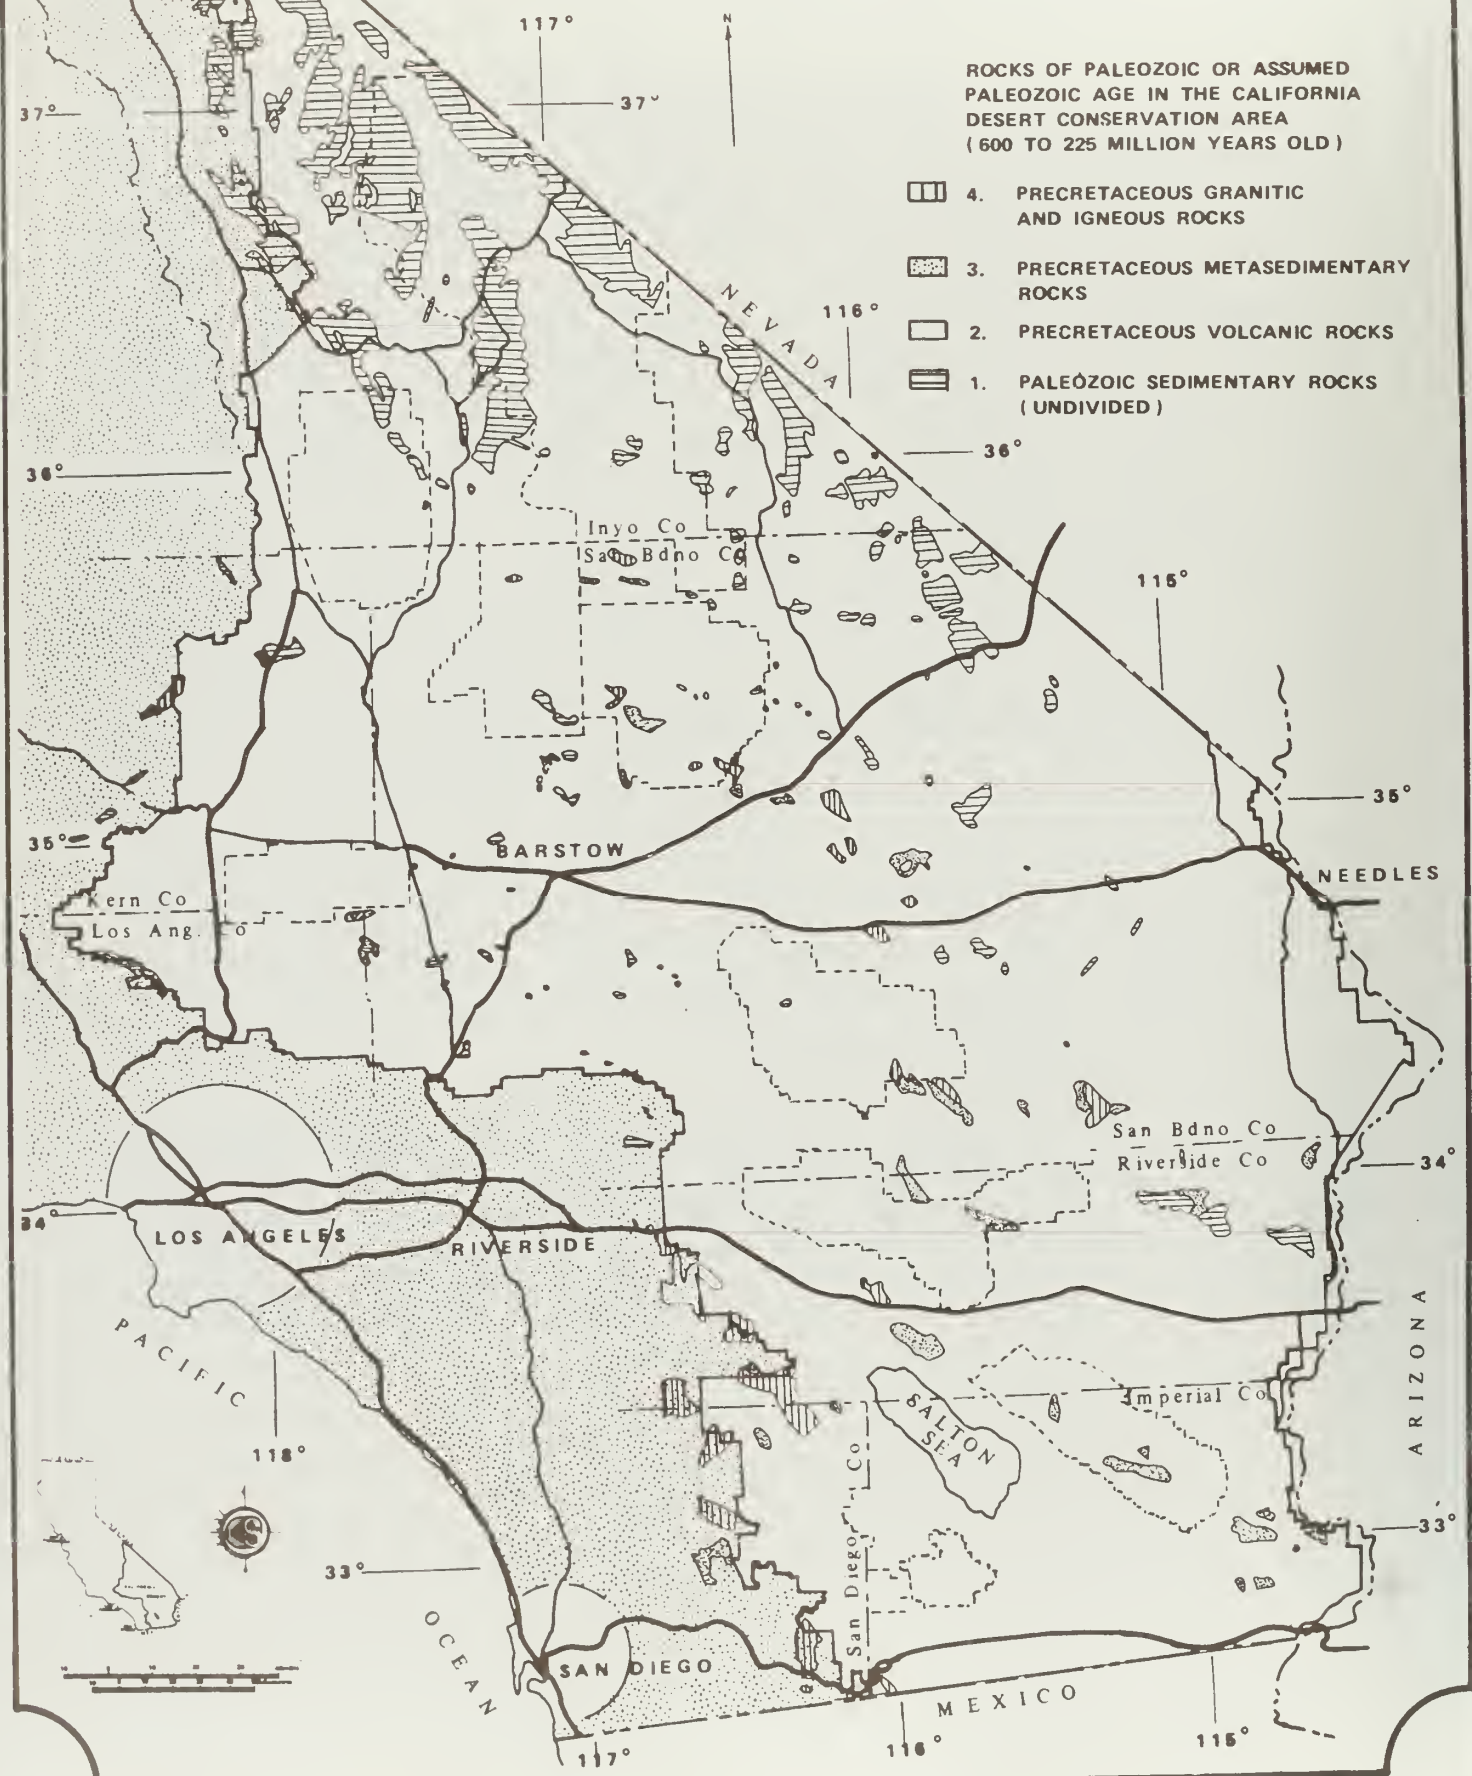 117°
N
37°
37°
ROCKS OF PALEOZOIC OR ASSUMED
PALEOZOIC AGE IN THE CALIFORNIA
DESERT CONSERVATION AREA
(600 TO 225 MILLION YEARS OLD)
4. PRECRETACEOUS GRANITIC
AND IGNEOUS ROCKS
3. PRECRETACEOUS METASEDIMENTARY
ROCKS
2. PRECRETACEOUS VOLCANIC ROCKS
1. PALEOZOIC SEDIMENTARY ROCKS
(UNDIVIDED)
NEVADA
116°
36°
36°
Inyo Co
San Bdno Co
115°
35°
35°
BARSTOW
NEEDLES
Kern Co
Los Ang. Co
San Bdno Co
Riverside Co
34°
34°
LOS ANGELES
RIVERSIDE
PACIFIC
ARIZONA
Imperial Co
SALTON
SEA
118°
San Diego Co
33°
33°
OCEAN
SAN DIEGO
MEXICO
117°
116°
115°